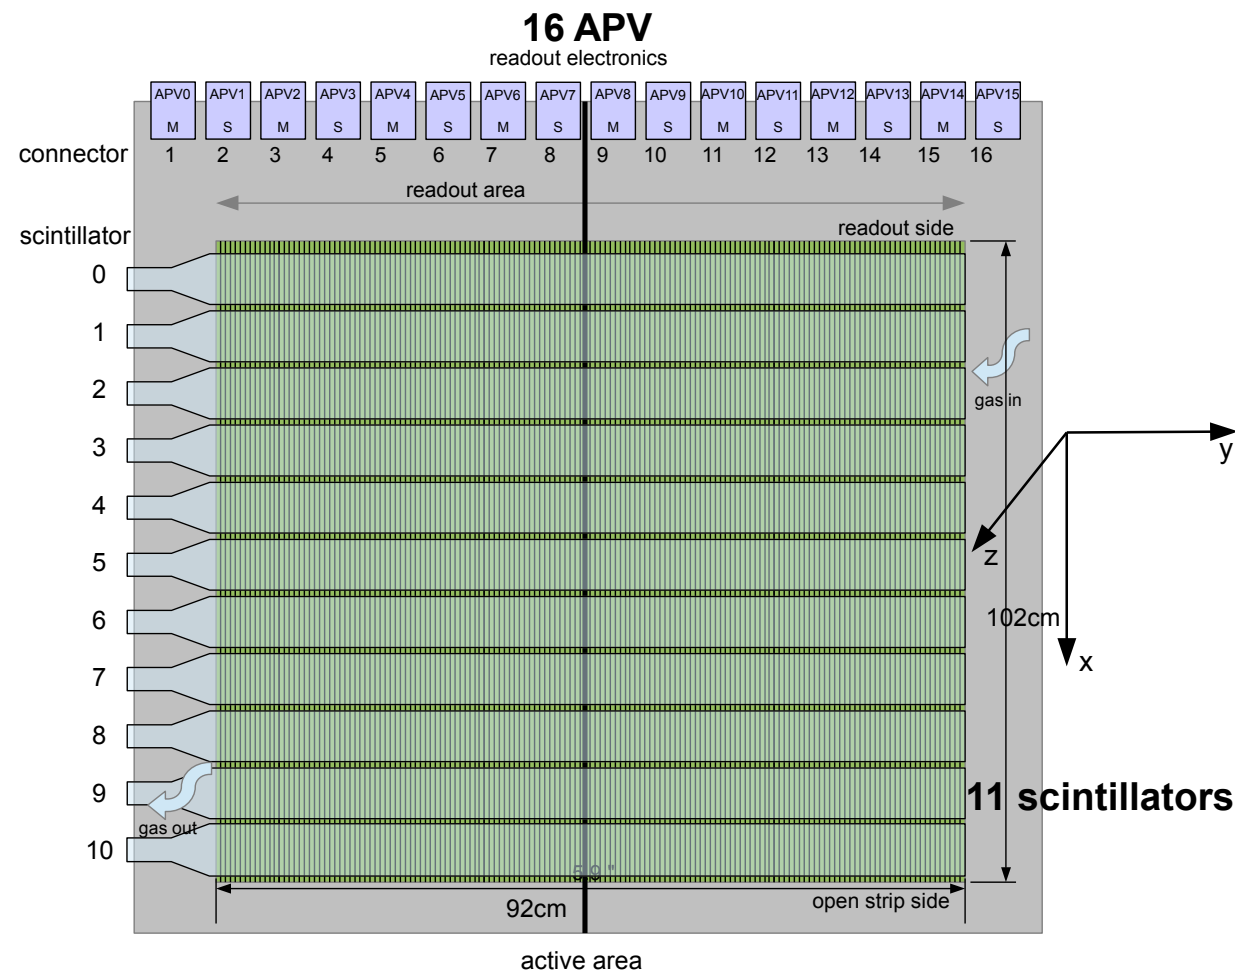 16 APV
readout electronics
APV0 APV1 APV2 APV3 APV4 APV5 APV6 APV7 APV8 APV9 APV10 APV11 APV12 APV13 APV14 APV15
M S M S M S M S M S M S M S M S
connector 1 2 3 4 5 6 7 8 9 10 11 12 13 14 15 16
readout area
scintillator
readout side
0
1
2
gas in
3
y
4
z
5
6
102cm
7
x
8
9
11 scintillators
gas out
10
open strip side
92cm
active area